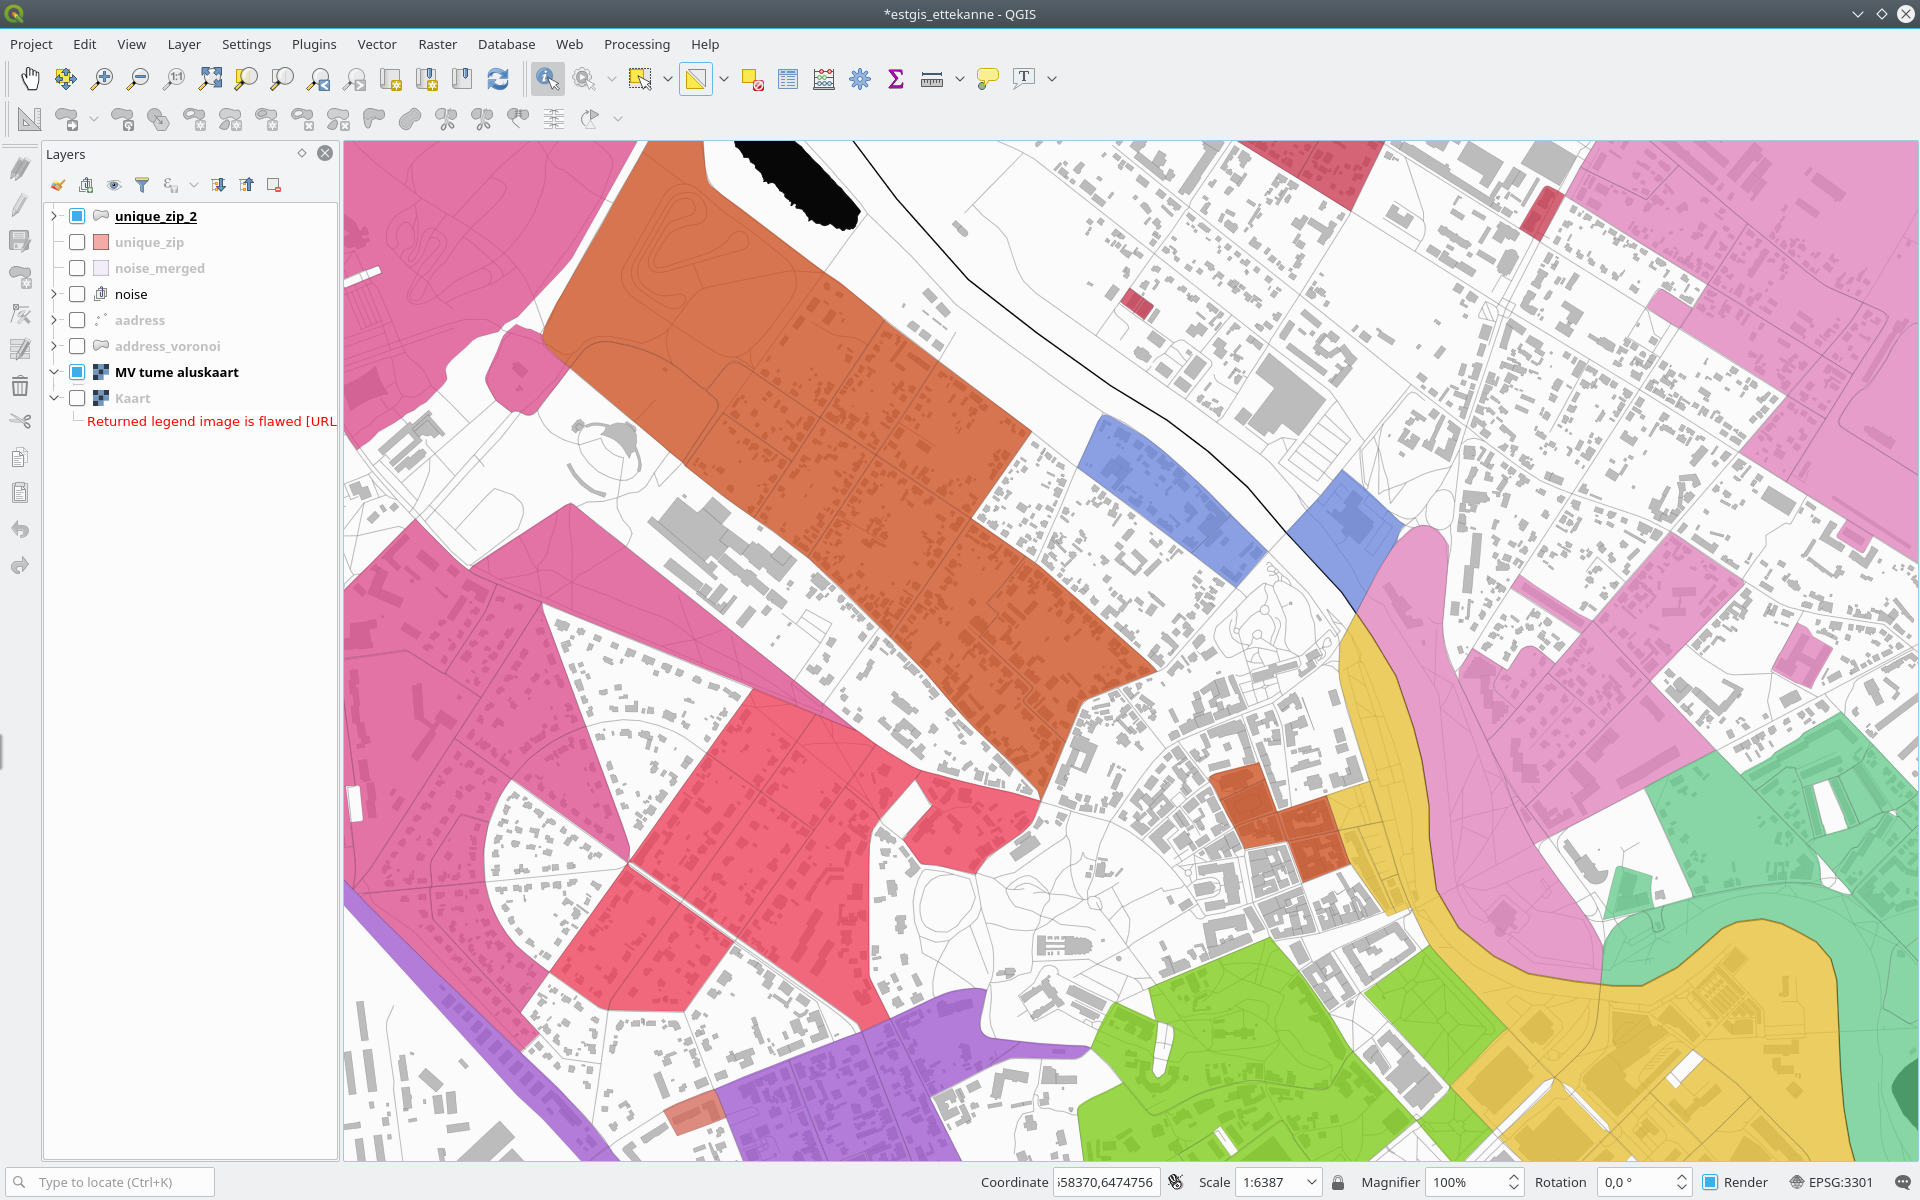 *estgis_ettekanne - QGIS
Project Edit View Layer Settings Plugins Vector Raster Database Web Processing Help
1:1
T
Layers
unique_zip_2
unique_zip
noise_merged
noise
aadress
address_voronoi
MV tume aluskaart
Kaart
Returned legend image is flawed [URL
Type to locate (Ctrl+K)
Coordinate 658370,6474756 Scale 1:6387 Magnifier 100% Rotation 0,0 ° Render EPSG:3301